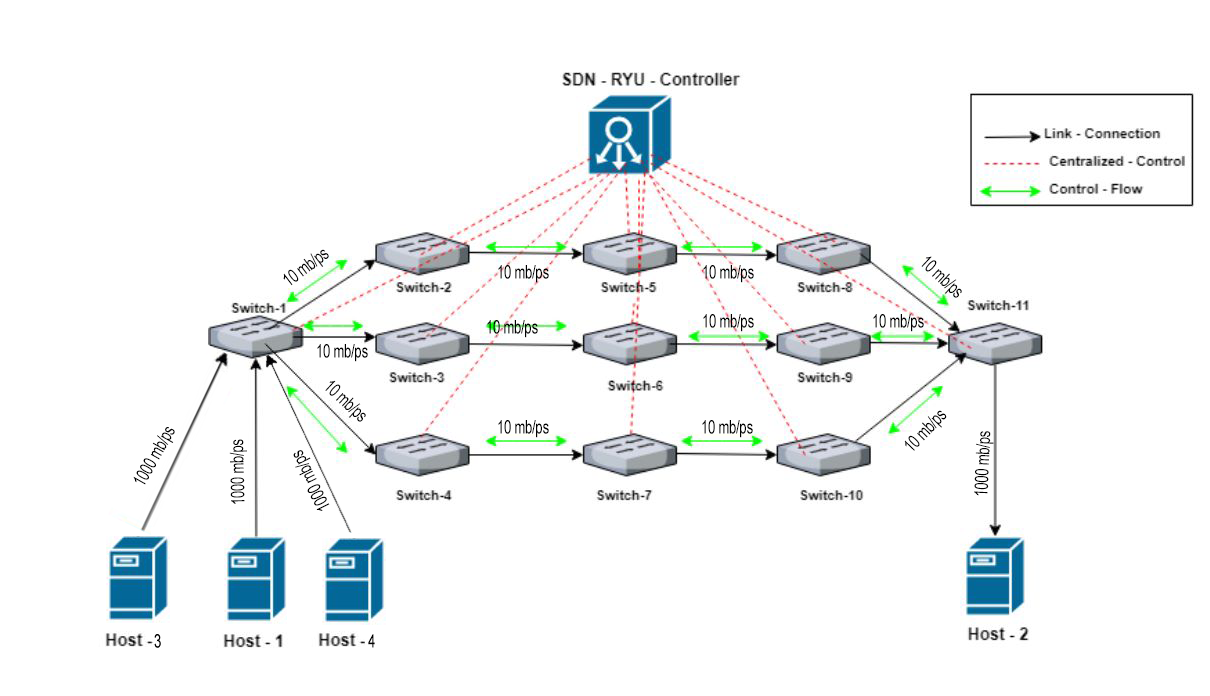 SDN - RYU - Controller
Link - Connection
Centralized - Control
Control - Flow
10 mb/ps
10 mb/ps
10 mb/ps
10 mb/ps
Switch-2
Switch-5
Switch-8
Switch-1
Switch-11
10 mb/ps
10 mb/ps
10 mb/ps
10 mb/ps
Switch-3
Switch-6
Switch-9
10 mb/ps
10 mb/ps
10 mb/ps
10 mb/ps
Switch-4
Switch-7
Switch-10
1000 mb/ps
1000 mb/ps
1000 mb/ps
1000 mb/ps
Host -3
Host - 1
Host - 4
Host - 2